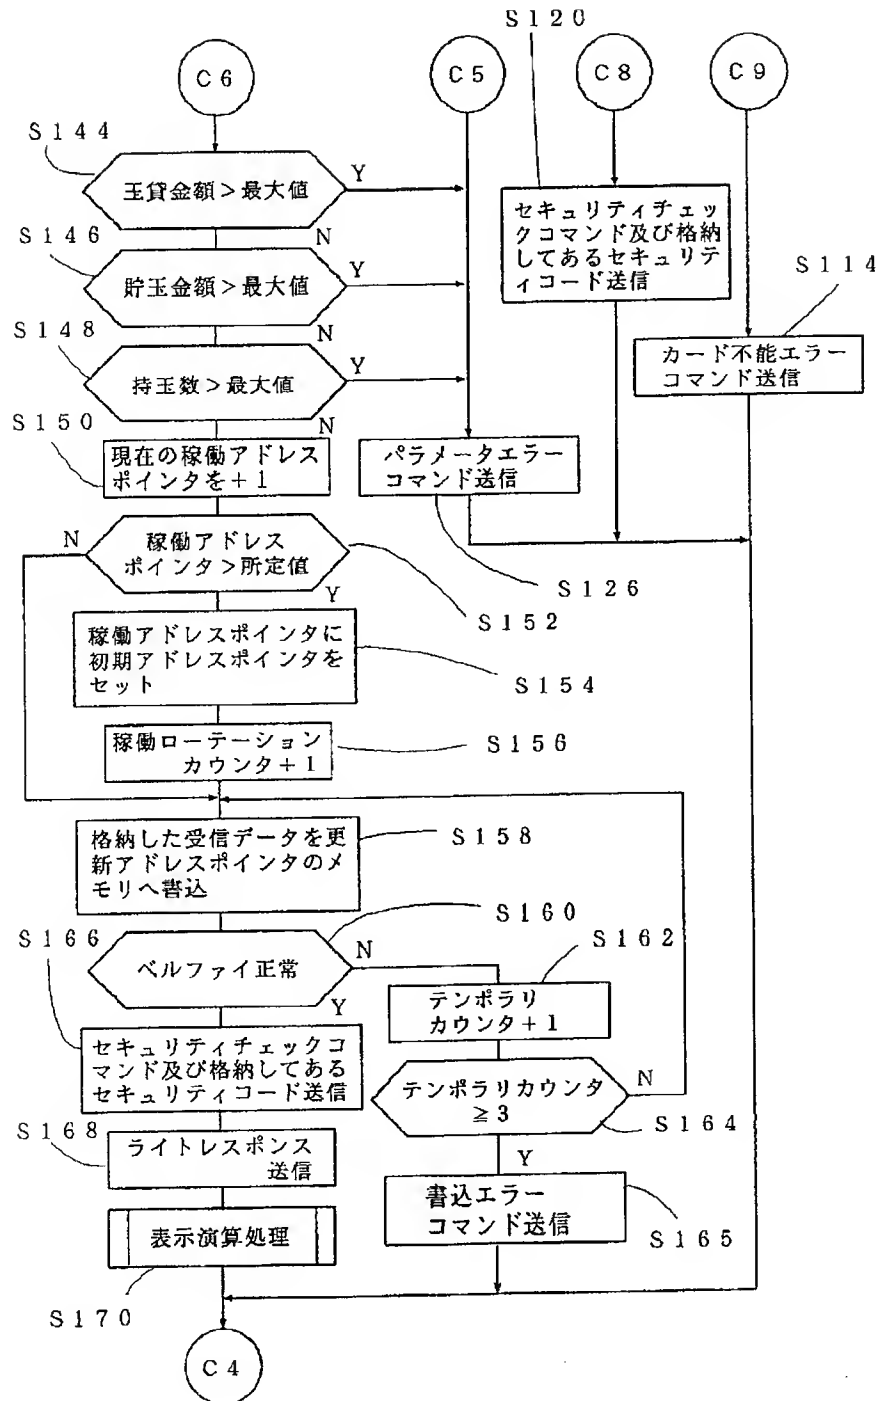 S120
C6
C5
C8
C9
S144
玉貸金額>最大値
Y
N
セキュリティチェッ
クコマンド及び格納
してあるセキュリテ
ィコード送信
S146
貯玉金額>最大値
Y
N
S114
カード不能エラー
コマンド送信
S148
持玉数>最大値
Y
N
S150
現在の稼働アドレス
ポインタを+1
パラメータエラー
コマンド送信
S126
N
稼働アドレス
ポインタ>所定値
Y
S152
稼働アドレスポインタに
初期アドレスポインタを
セット
S154
稼働ローテーション
カウンタ+1
S156
格納した受信データを更
新アドレスポインタのメ
モリへ書込
S158
S160
S166
ベルファイ正常
N
Y
S162
テンポラリ
カウンタ+1
セキュリティチェックコ
マンド及び格納してある
セキュリティコード送信
テンポラリカウンタ
≧3
N
Y
S164
S168
ライトレスポンス
送信
書込エラー
コマンド送信
S165
表示演算処理
S170
C4